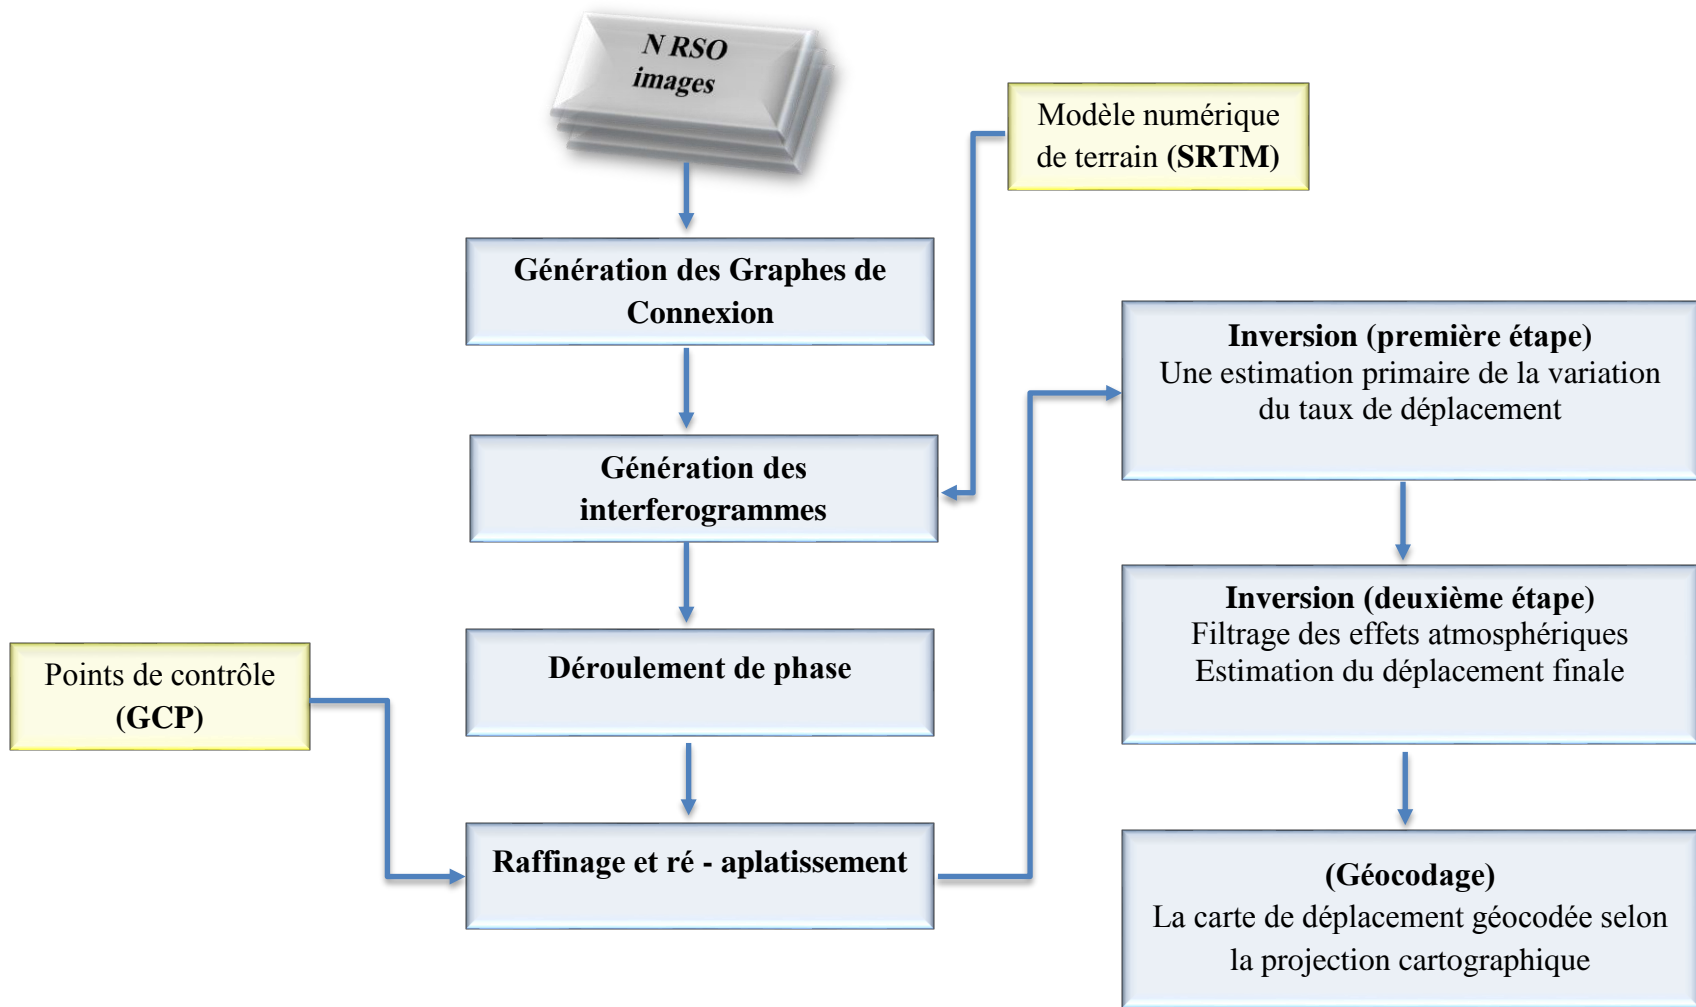 N RSO
images
Modèle numérique
de terrain (SRTM)
Génération des Graphes de
Connexion
Génération des
interferogrammes
Déroulement de phase
Points de contrôle
(GCP)
Raffinage et ré - aplatissement
Inversion (première étape)
Une estimation primaire de la variation
du taux de déplacement
Inversion (deuxième étape)
Filtrage des effets atmosphériques
Estimation du déplacement finale
(Géocodage)
La carte de déplacement géocodée selon
la projection cartographique